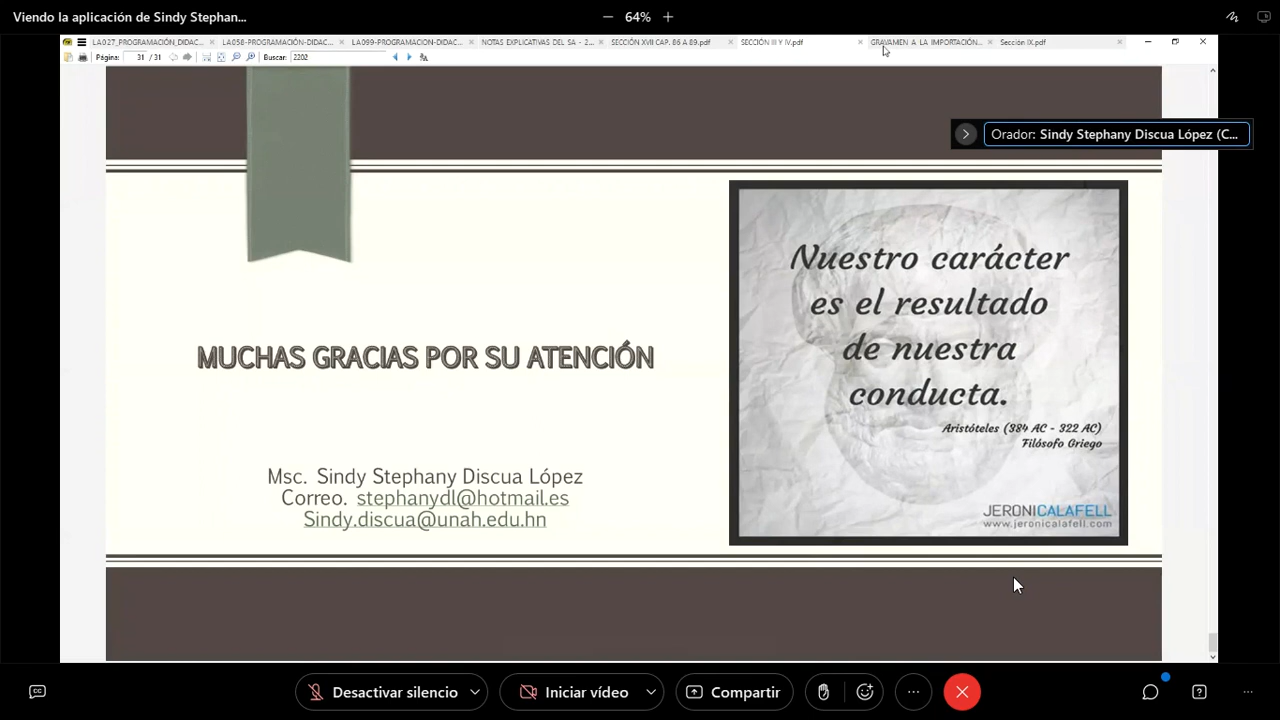 Viendo la aplicación de Sindy Stephan...
64%
LA027_PROGRAMACIÓN_DIDAC...
LA058-PROGRAMACIÓN-DIDAC...
LA099-PROGRAMACION-DIDAC...
NOTAS EXPLICATIVAS DEL SA - 2...
SECCIÓN XVII CAP. 86 A 89.pdf
SECCIÓN III Y IV.pdf
GRAVAMEN A LA IMPORTACIÓN...
Sección IX.pdf
Página: 31 / 31
Buscar: 2202
Orador: Sindy Stephany Discua López (C...
MUCHAS GRACIAS POR SU ATENCIÓN
Msc. Sindy Stephany Discua López
Correo. stephanydl@hotmail.es
Sindy.discua@unah.edu.hn
Nuestro carácter
es el resultado
de nuestra
conducta.
Aristóteles (384 AC - 322 AC)
Filósofo Griego
JERONICALAFELL
www.jeronicalafell.com
Desactivar silencio
Iniciar vídeo
Compartir